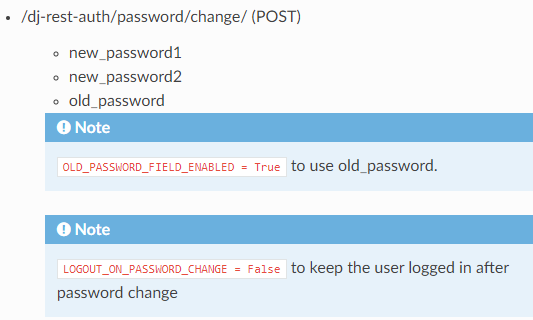 /dj-rest-auth/password/change/ (POST)
new_password1
new_password2
old_password
Note
OLD_PASSWORD_FIELD_ENABLED = True to use old_password.
Note
LOGOUT_ON_PASSWORD_CHANGE = False to keep the user logged in after
password change